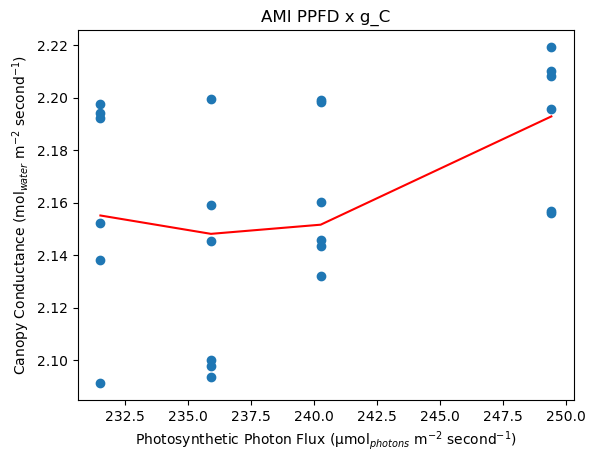 AMI PPFD x g_C
2.22
2.20
2.18
2.16
2.14
2.12
2.10
Canopy Conductance (mol_water m⁻² second⁻¹)
232.5 235.0 237.5 240.0 242.5 245.0 247.5 250.0
Photosynthetic Photon Flux (μmol_photons m⁻² second⁻¹)